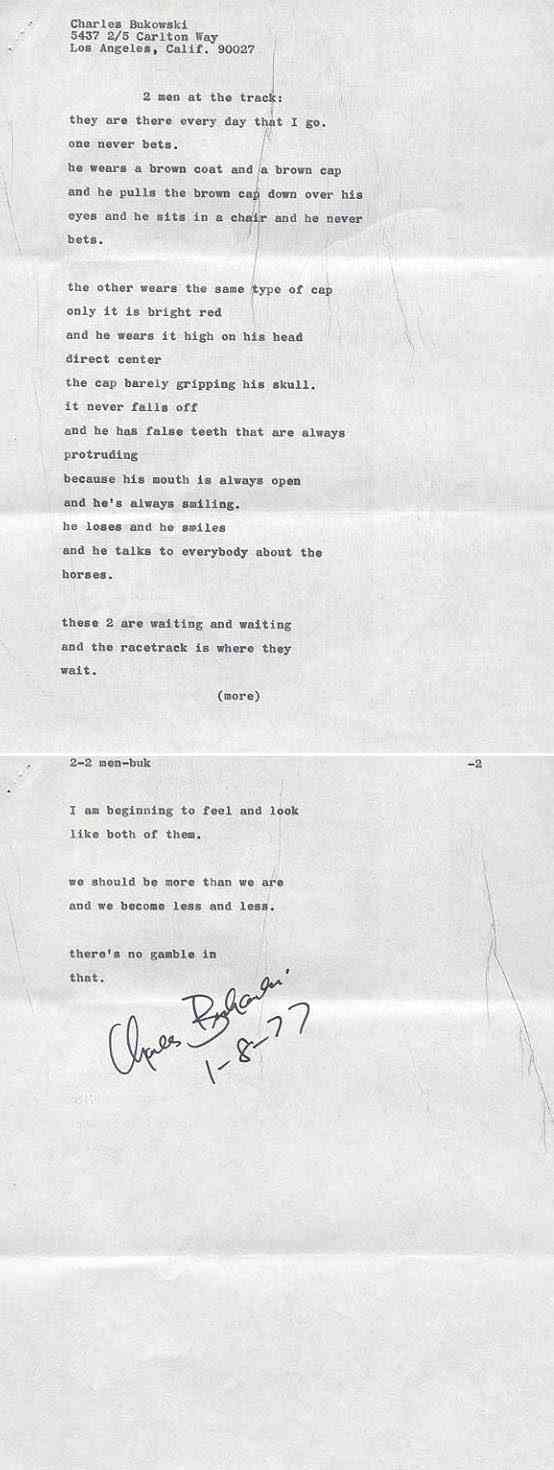 Charles Bukowski
5437 2/5 Carlton Way
Los Angeles, Calif. 90027
2 men at the track:
they are there every day that I go.
one never bets.
he wears a brown coat and a brown cap
and he pulls the brown cap down over his
eyes and he sits in a chair and he never
bets.
the other wears the same type of cap
only it is bright red
and he wears it high on his head
direct center
the cap barely gripping his skull.
it never falls off
and he has false teeth that are always
protruding
because his mouth is always open
and he's always smiling.
he loses and he smiles
and he talks to everybody about the
horses.
these 2 are waiting and waiting
and the racetrack is where they
wait.
(more)
2-2 men-buk -2
I am beginning to feel and look
like both of them.
we should be more than we are
and we become less and less.
there's no gamble in
that.
Charles Bukowski
1-8-77